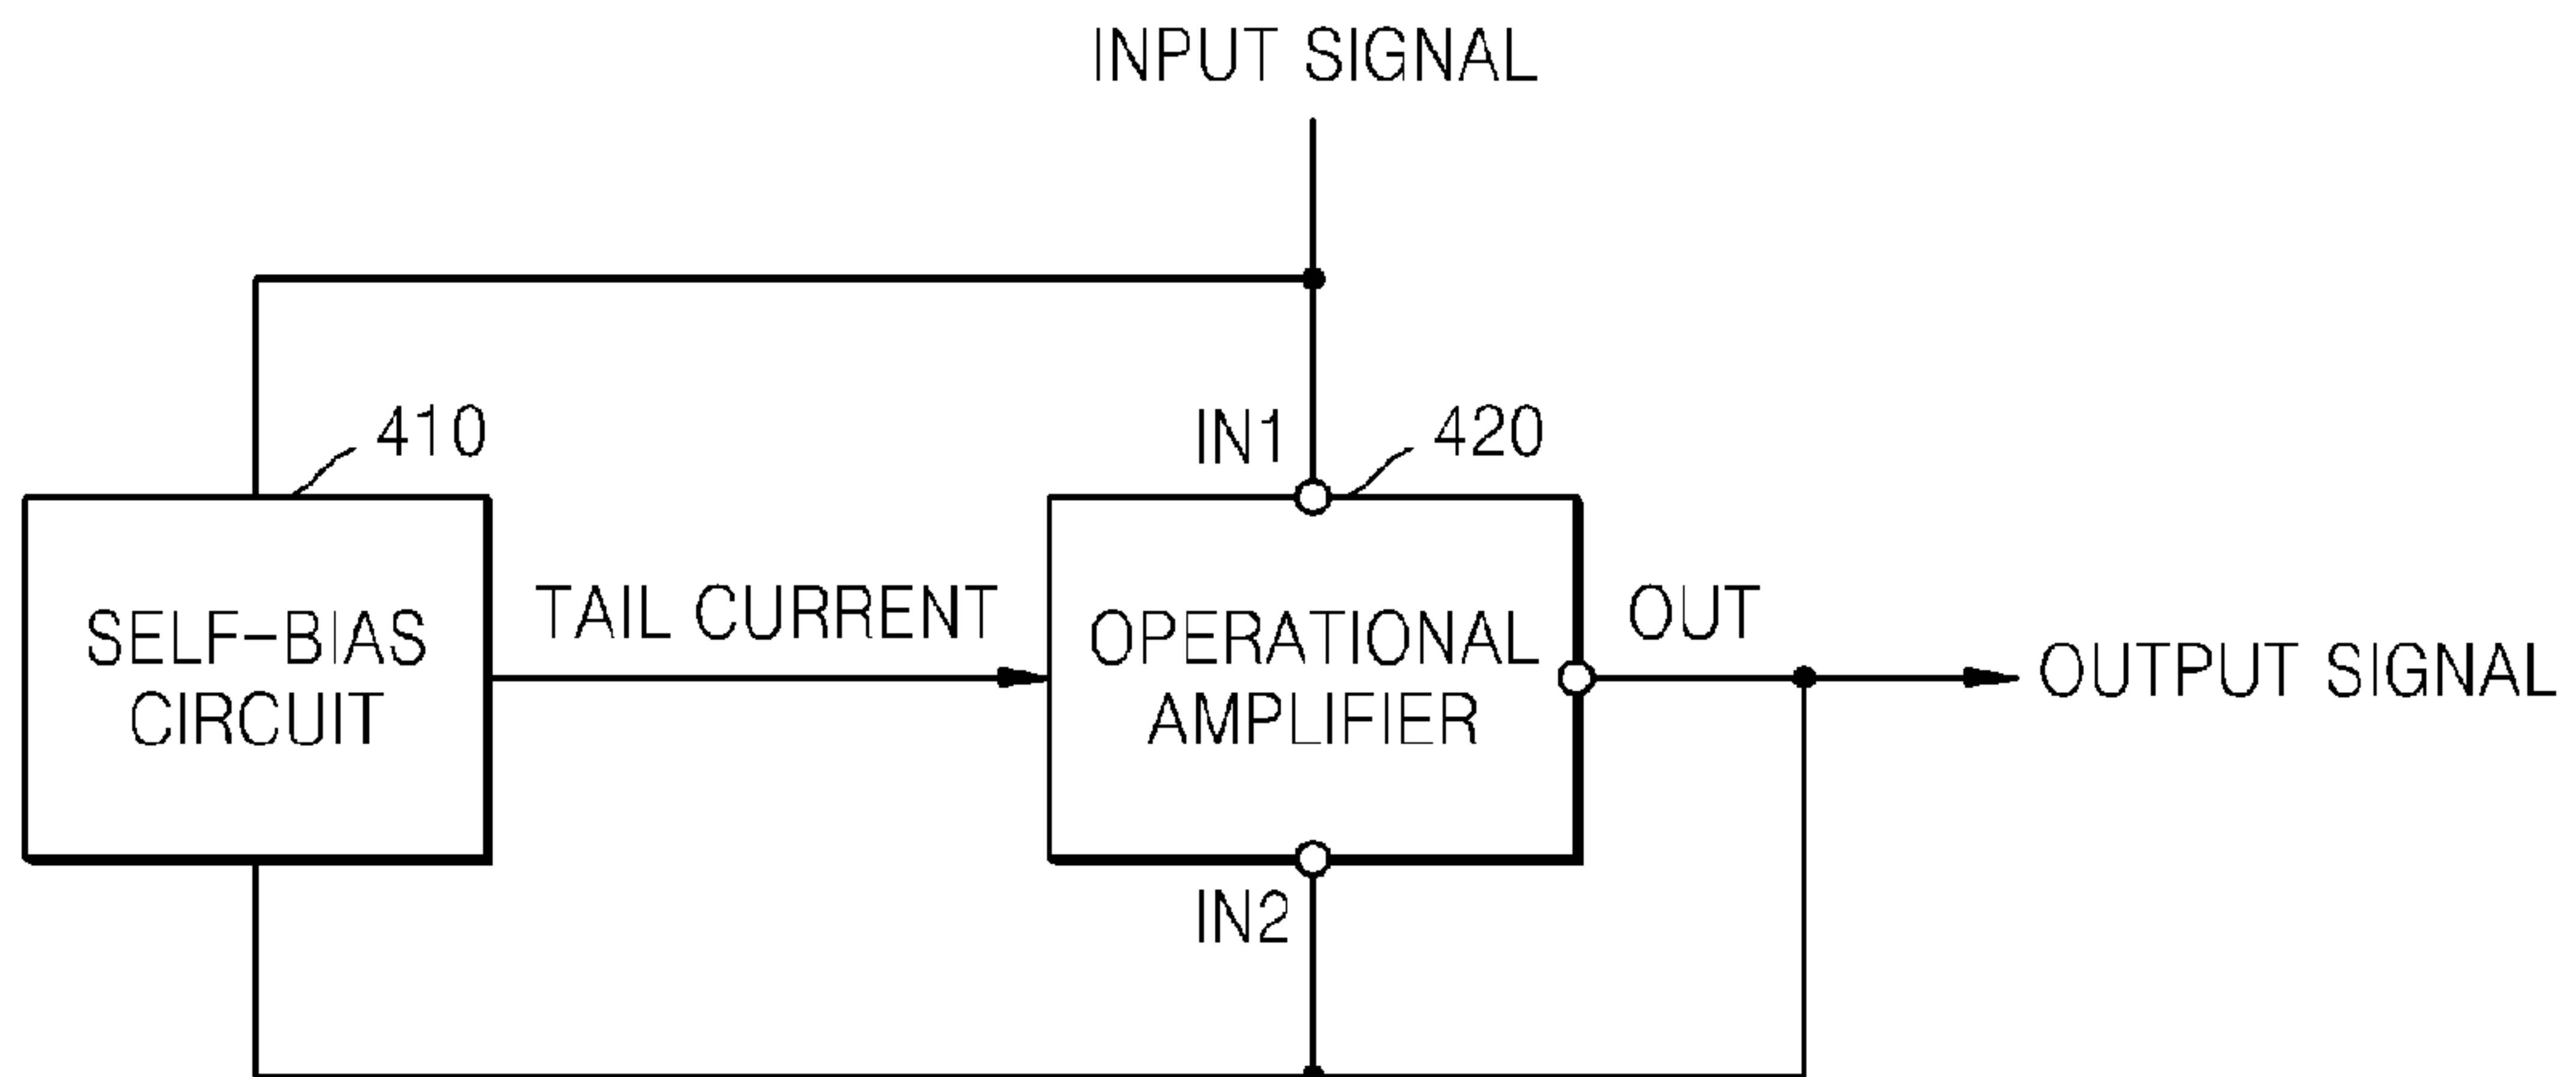 INPUT SIGNAL
410
IN1
420
SELF-BIAS
CIRCUIT
TAIL CURRENT
OPERATIONAL
AMPLIFIER
OUT
OUTPUT SIGNAL
IN2